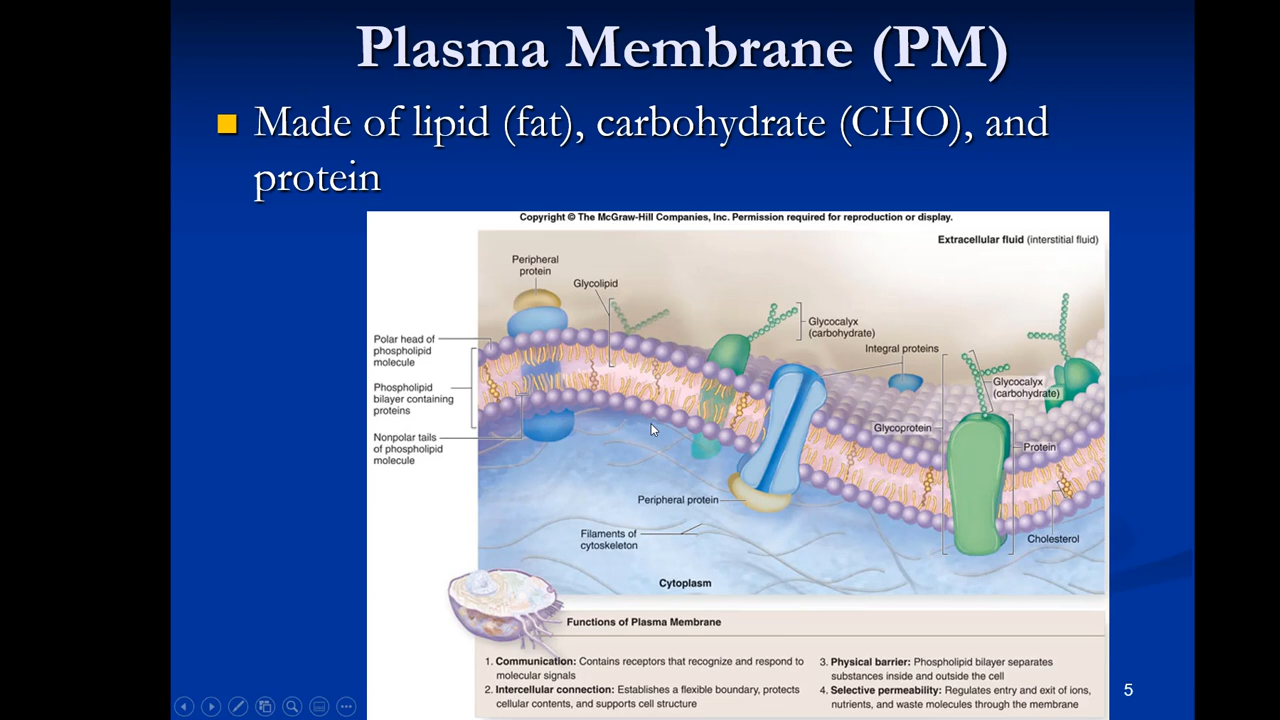 Plasma Membrane (PM)
Made of lipid (fat), carbohydrate (CHO), and
protein
Copyright © The McGraw-Hill Companies, Inc. Permission required for reproduction or display.
Extracellular fluid (interstitial fluid)
Peripheral
protein
Glycolipid
Glycocalyx
(carbohydrate)
Integral proteins
Polar head of
phospholipid
molecule
Phospholipid
bilayer containing
proteins
Nonpolar tails
of phospholipid
molecule
Glycocalyx
(carbohydrate)
Glycoprotein
Protein
Peripheral protein
Filaments of
cytoskeleton
Cholesterol
Cytoplasm
Functions of Plasma Membrane
1. Communication: Contains receptors that recognize and respond to
molecular signals
2. Intercellular connection: Establishes a flexible boundary, protects
cellular contents, and supports cell structure
3. Physical barrier: Phospholipid bilayer separates
substances inside and outside the cell
4. Selective permeability: Regulates entry and exit of ions,
nutrients, and waste molecules through the membrane
5